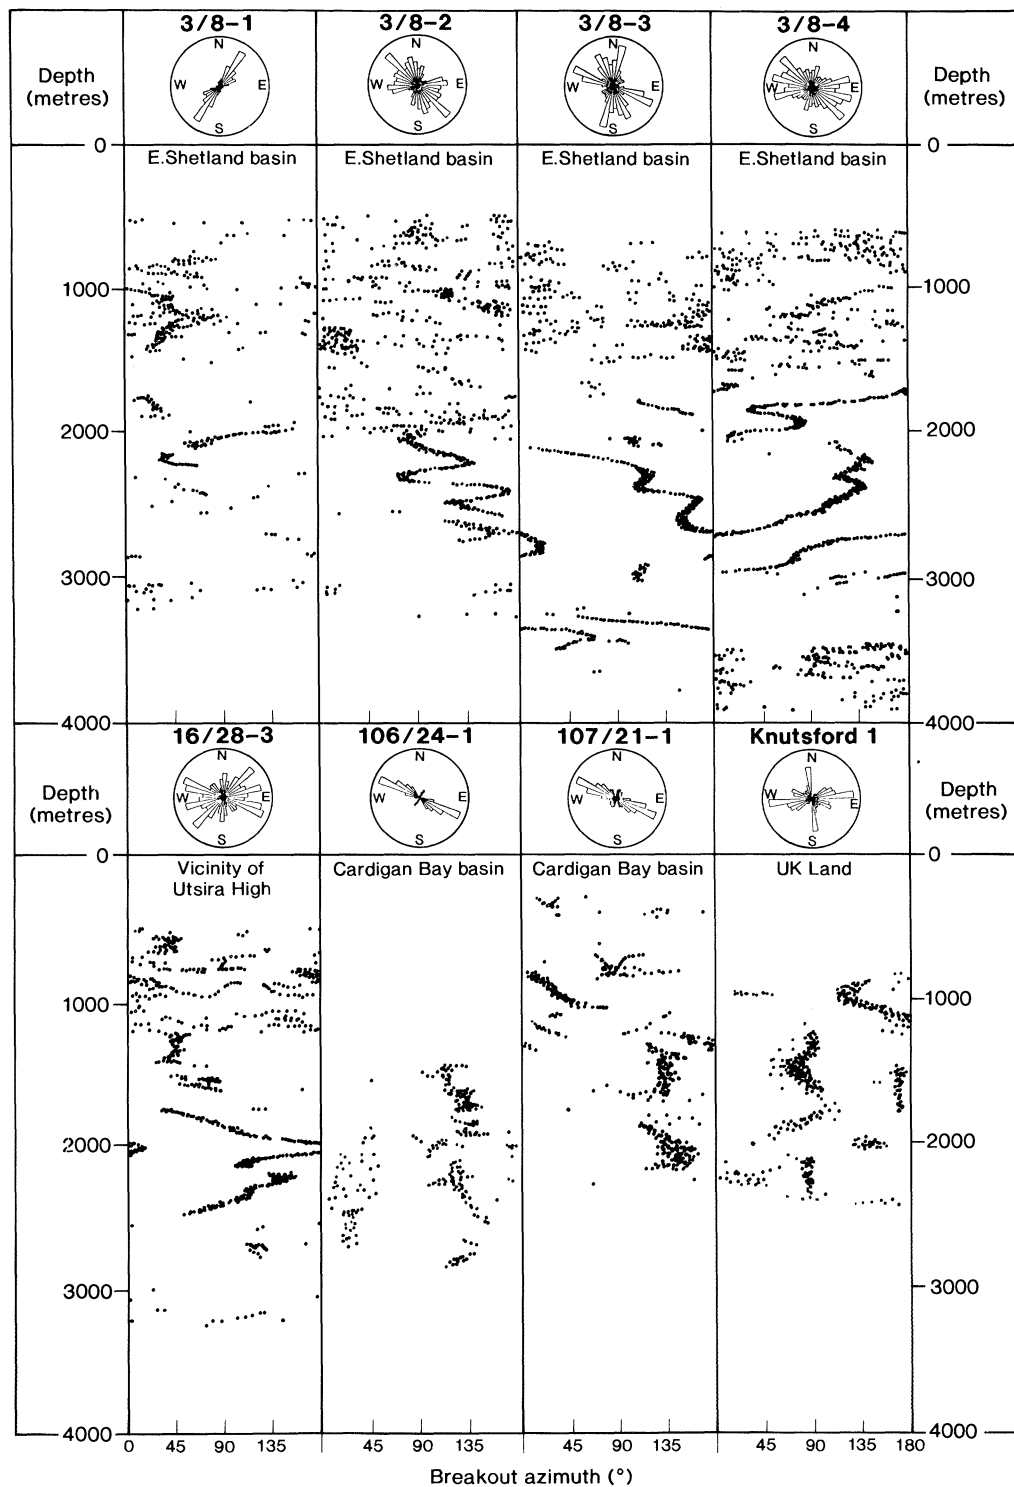 3/8-1 3/8-2 3/8-3 3/8-4
N N N N
Depth (metres) W E W E W E W E Depth (metres)
S S S S
0 0
E.Shetland basin E.Shetland basin E.Shetland basin E.Shetland basin
1000 1000
2000 2000
3000 3000
4000 4000
16/28-3 106/24-1 107/21-1 Knutsford 1
N N N N
Depth (metres) W E W E W E W E Depth (metres)
S S S S
0 0
Vicinity of Utsira High Cardigan Bay basin Cardigan Bay basin UK Land
1000 1000
2000 2000
3000 3000
4000 4000
0 45 90 135 45 90 135 45 90 135 45 90 135 180
Breakout azimuth (°)